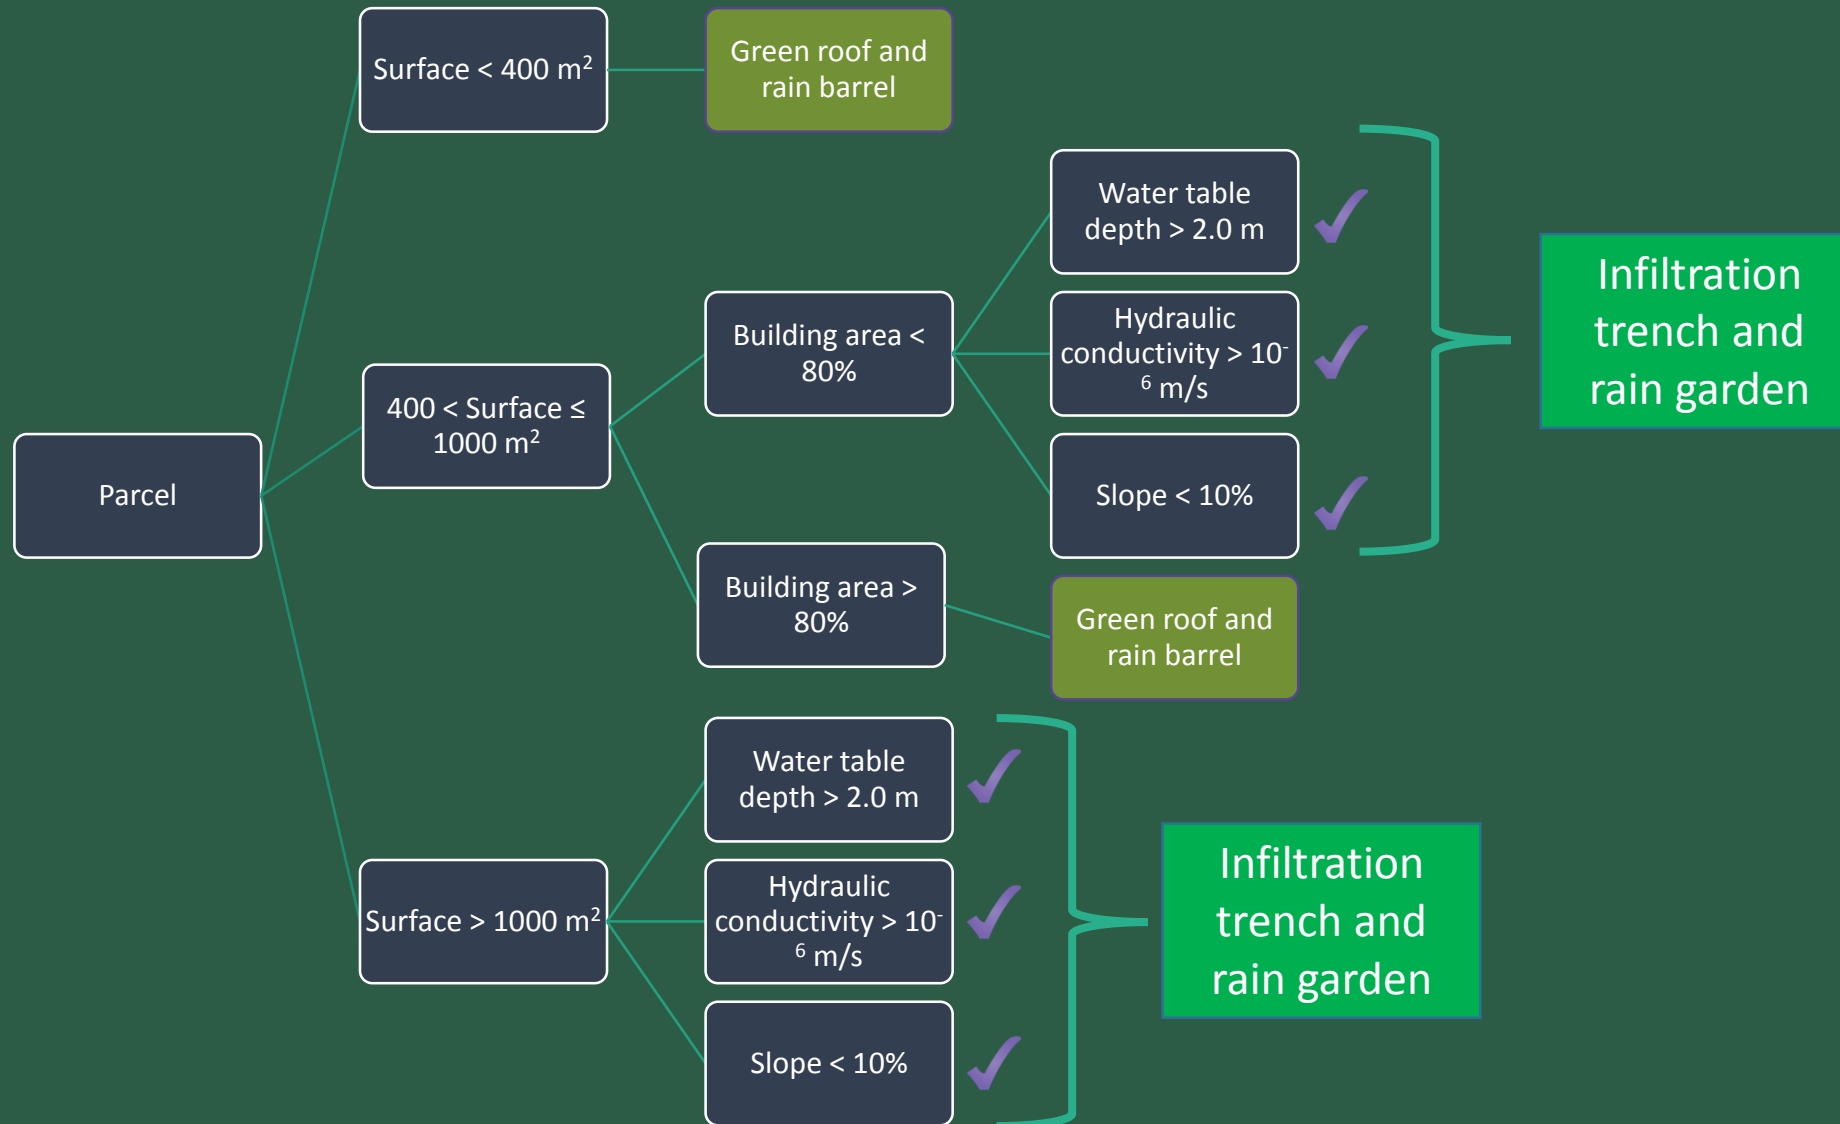 Parcel
Surface < 400 m²
Green roof and
rain barrel
400 < Surface ≤
1000 m²
Building area <
80%
Water table
depth > 2.0 m
Hydraulic
conductivity > 10⁻
⁶ m/s
Slope < 10%
Infiltration
trench and
rain garden
Building area >
80%
Green roof and
rain barrel
Surface > 1000 m²
Water table
depth > 2.0 m
Hydraulic
conductivity > 10⁻
⁶ m/s
Slope < 10%
Infiltration
trench and
rain garden